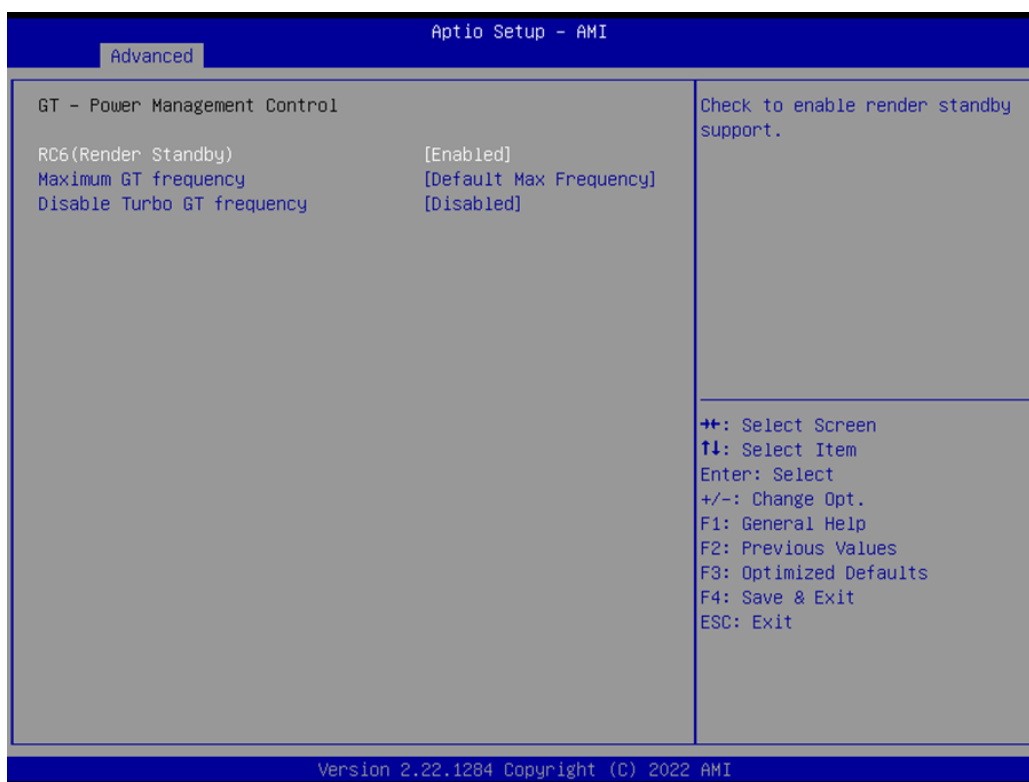 Aptio Setup - AMI
Advanced
GT - Power Management Control
RC6(Render Standby) [Enabled]
Maximum GT frequency [Default Max Frequency]
Disable Turbo GT frequency [Disabled]
Check to enable render standby
support.
→←: Select Screen
↑↓: Select Item
Enter: Select
+/-: Change Opt.
F1: General Help
F2: Previous Values
F3: Optimized Defaults
F4: Save & Exit
ESC: Exit
Version 2.22.1284 Copyright (C) 2022 AMI